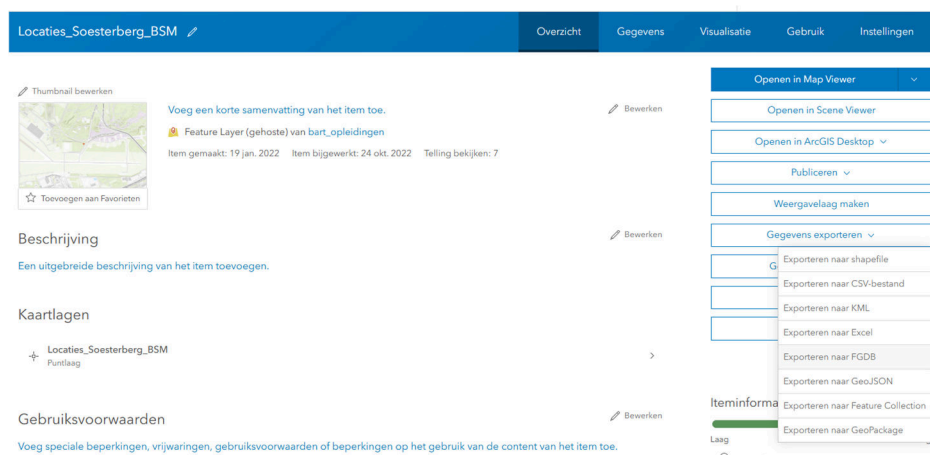 Locaties_Soesterberg_BSM
Overzicht
Gegevens
Visualisatie
Gebruik
Instellingen
Thumbnail bewerken
Toevoegen aan Favorieten
Voeg een korte samenvatting van het item toe.
Bewerken
Feature Layer (gehoste) van bart_opleidingen
Item gemaakt: 19 jan. 2022 Item bijgewerkt: 24 okt. 2022 Telling bekijken: 7
Beschrijving
Bewerken
Een uitgebreide beschrijving van het item toevoegen.
Kaartlagen
Locaties_Soesterberg_BSM
Puntlaag
Gebruiksvoorwaarden
Bewerken
Voeg speciale beperkingen, vrijwaringen, gebruiksvoorwaarden of beperkingen op het gebruik van de content van het item toe.
Openen in Map Viewer
Openen in Scene Viewer
Openen in ArcGIS Desktop
Publiceren
Weergavelaag maken
Gegevens exporteren
Exporteren naar shapefile
Exporteren naar CSV-bestand
Exporteren naar KML
Exporteren naar Excel
Exporteren naar FGDB
Exporteren naar GeoJSON
Exporteren naar Feature Collection
Exporteren naar GeoPackage
Iteminforma
Laag